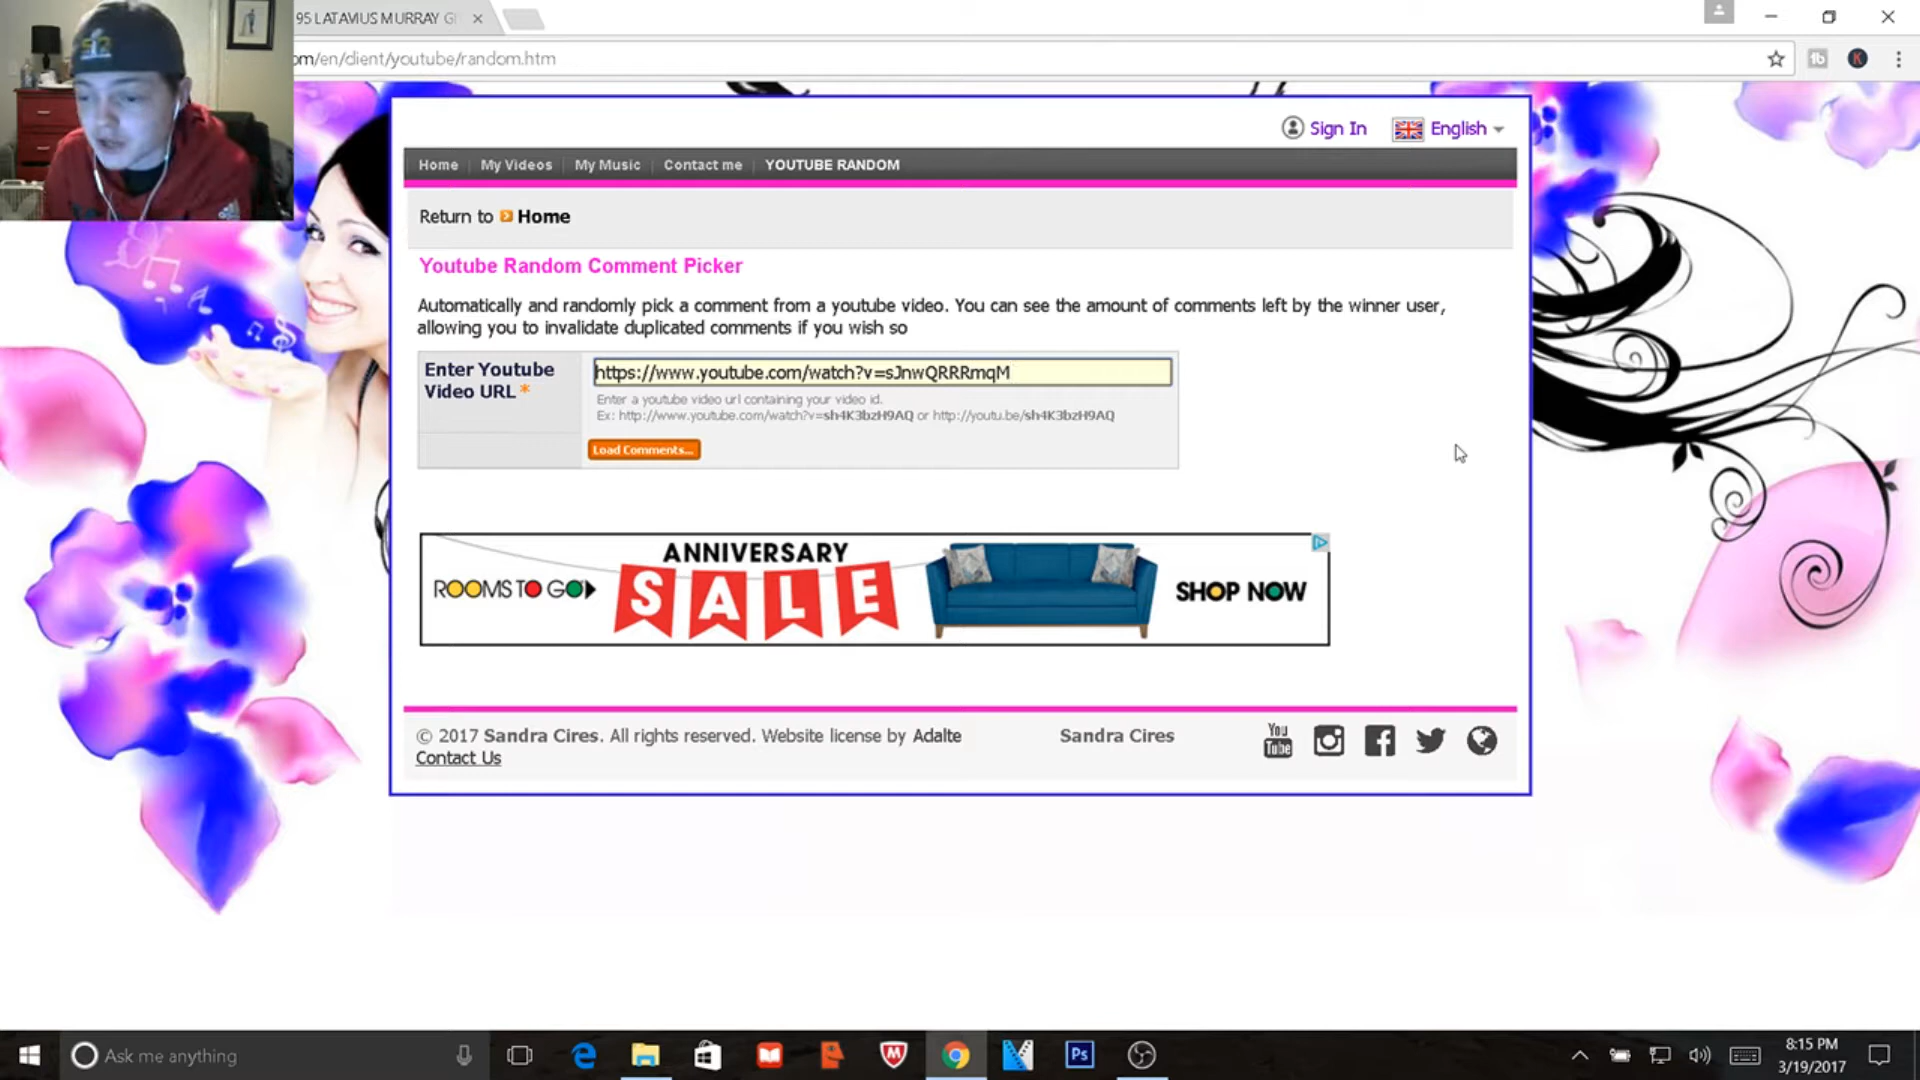 95 LATAVIUS MURRAY
om/en/client/youtube/random.htm
Sign In English
Home My Videos My Music Contact me YOUTUBE RANDOM
Return to Home
Youtube Random Comment Picker
Automatically and randomly pick a comment from a youtube video. You can see the amount of comments left by the winner user,
allowing you to invalidate duplicated comments if you wish so
Enter Youtube
Video URL *
https://www.youtube.com/watch?v=sJnwQRRRmqM
Enter a youtube video url containing your video id.
Ex: http://www.youtube.com/watch?v=sh4K3bzH9AQ or http://youtu.be/sh4K3bzH9AQ
Load Comments...
ROOMS TO GO
ANNIVERSARY
SALE
SHOP NOW
© 2017 Sandra Cires. All rights reserved. Website license by Adalte
Contact Us
Sandra Cires
You
Tube
Ask me anything
Ps
8:15 PM
3/19/2017